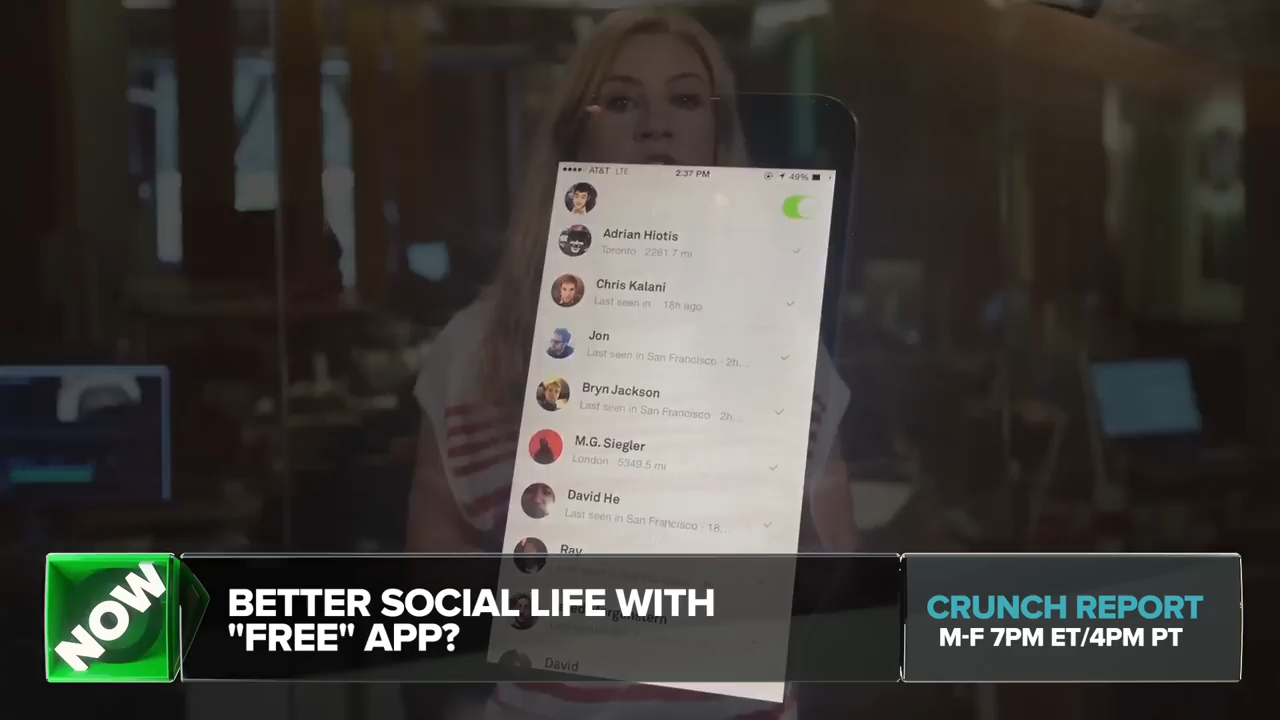 AT&T LTE 2:37 PM 49%
Adrian Hiotis
Toronto 2261.7 mi
Chris Kalani
Last seen in 18h ago
Jon
Last seen in San Francisco · 2h...
Bryn Jackson
Last seen in San Francisco 2h...
M.G. Siegler
London 5349.5 mi
David He
Last seen in San Francisco · 18...
Ray
David
NOW
BETTER SOCIAL LIFE WITH
"FREE" APP?
CRUNCH REPORT
M-F 7PM ET/4PM PT